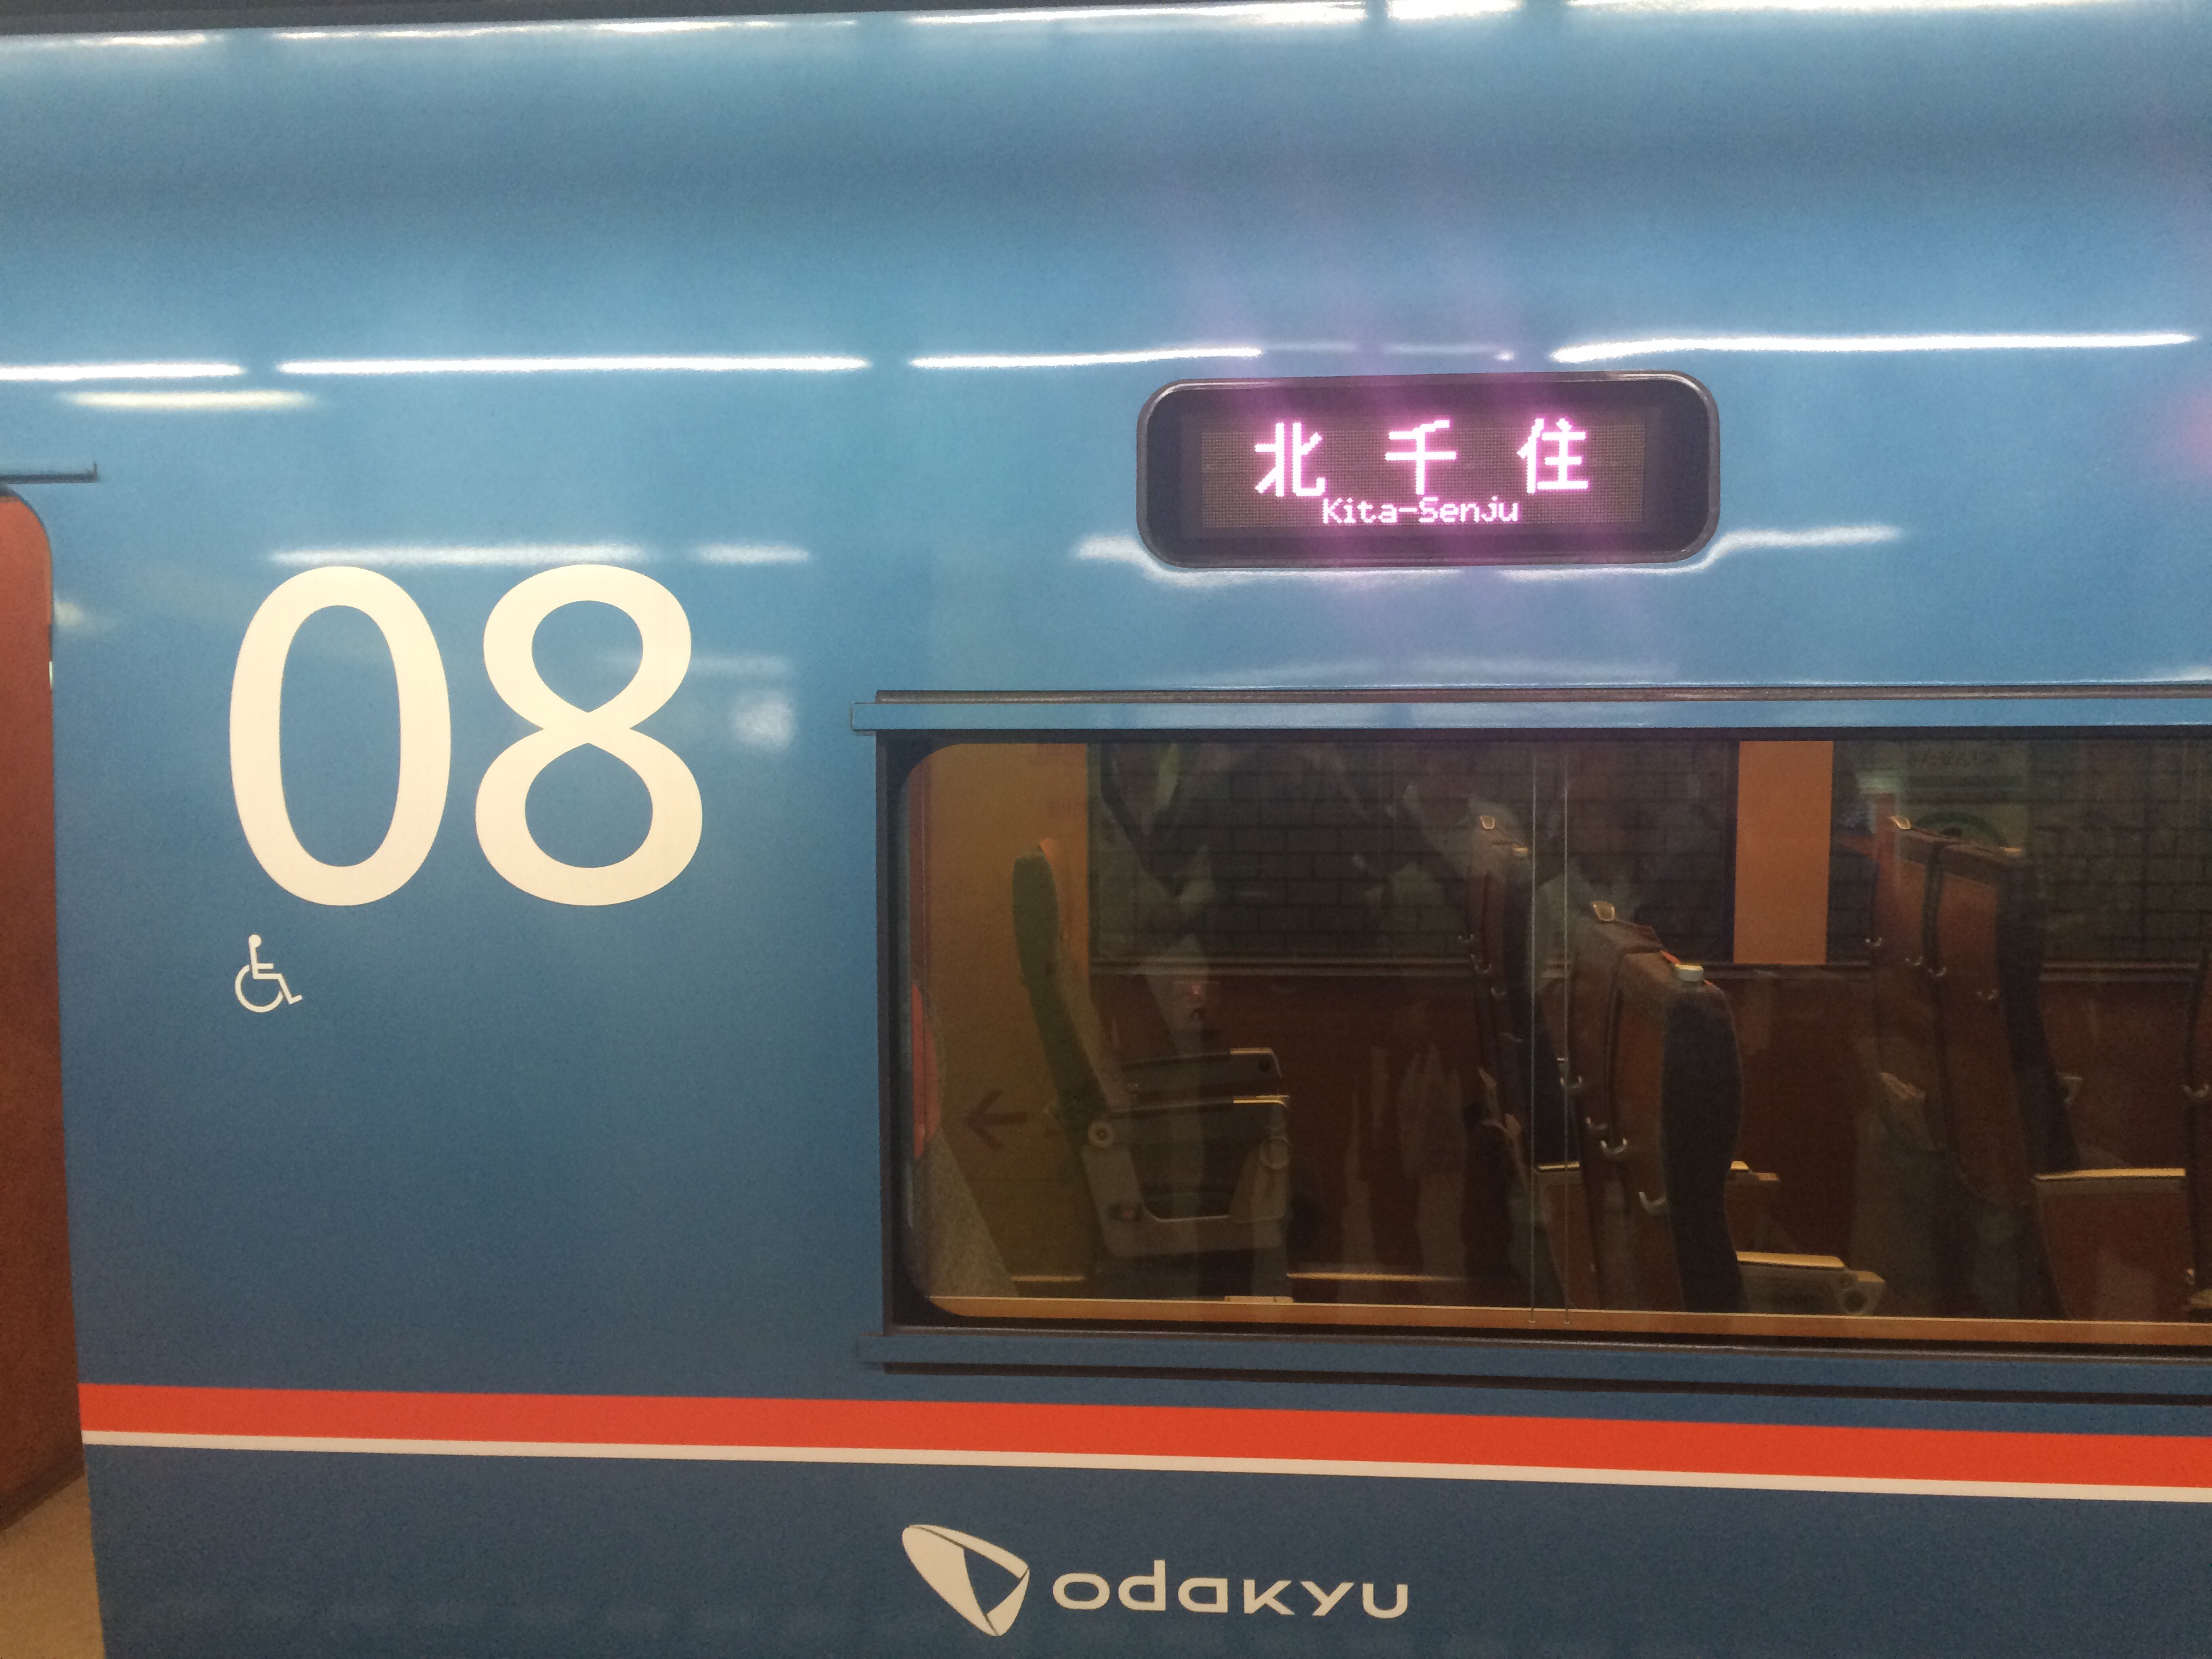 北千住
Kita-Senju
08
odakyu